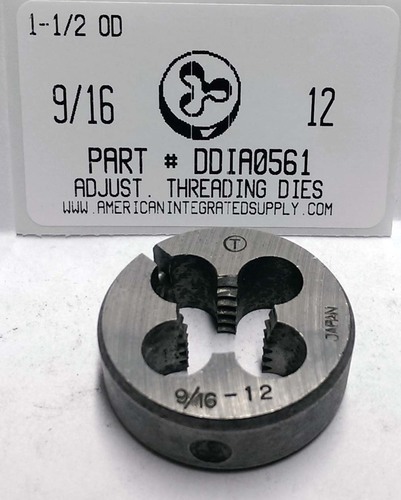 1-1/2 OD
9/16 12
PART # DDIA0561
ADJUST. THREADING DIES
WWW.AMERICANINTEGRATEDSUPPLY.COM
T
JAPAN
9/16-12